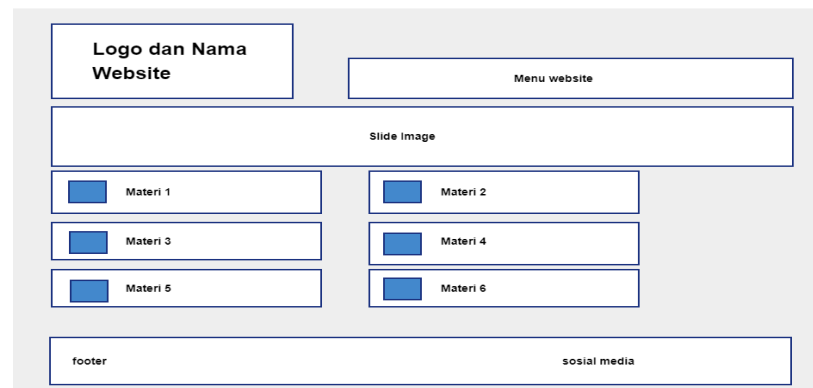 Logo dan Nama
Website
Menu website
Slide Image
Materi 1
Materi 2
Materi 3
Materi 4
Materi 5
Materi 6
footer
sosial media